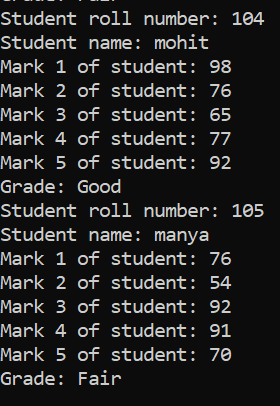 Student roll number: 104
Student name: mohit
Mark 1 of student: 98
Mark 2 of student: 76
Mark 3 of student: 65
Mark 4 of student: 77
Mark 5 of student: 92
Grade: Good
Student roll number: 105
Student name: manya
Mark 1 of student: 76
Mark 2 of student: 54
Mark 3 of student: 92
Mark 4 of student: 91
Mark 5 of student: 70
Grade: Fair